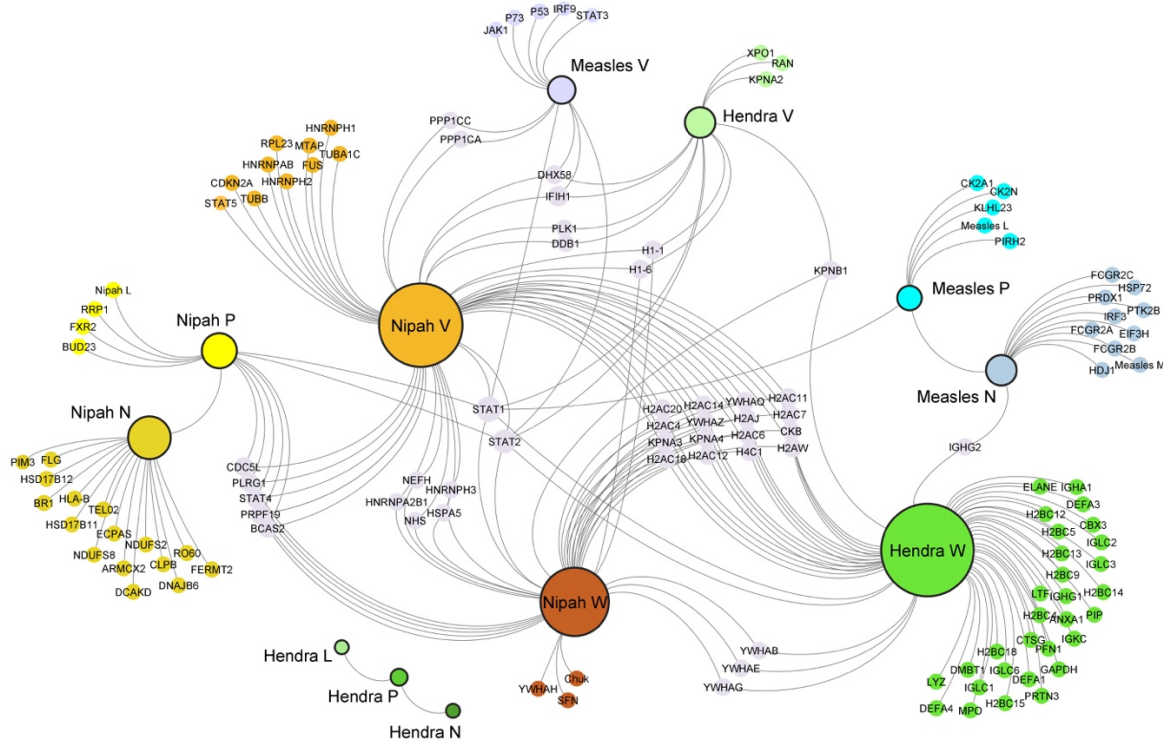 JAK1
P73
P53
IRF9
STAT3
Measles V
XPO1
RAN
KPNA2
Hendra V
PPP1CC
PPP1CA
HNRNPH1
RPL23
MTAP
TUBA1C
HNRNPAB
FUS
CDKN2A
HNRNPH2
TUBB
STAT5
DHX58
IFIH1
PLK1
DDB1
H1-1
H1-6
KPNB1
CK2A1
CK2N
KLHL23
Measles L
PIRH2
Measles P
FCGR2C
HSP72
PRDX1
PTK2B
IRF3
FCGR2A
EIF3H
FCGR2B
Measles M
HDJ1
Measles N
Nipah L
RRP1
FXR2
BUD23
Nipah P
Nipah V
Nipah N
STAT1
STAT2
H2AC20
H2AC14
YWHAQ
H2AC11
H2AC4
YWHAZ
H2AJ
H2AC7
KPNA3
KPNA4
H2AC6
CKB
H2AC18
H2AC12
H4C1
H2AW
IGHG2
PIM3
FLG
HSD17B12
BR1
HLA-B
HSD17B11
TEL02
ECPAS
NDUFS2
NDUFS8
RO60
ARMCX2
CLPB
FERMT2
DCAKD
DNAJB6
CDC5L
PLRG1
STAT4
PRPF19
BCAS2
NEFH
HNRNPH3
HNRNPA2B1
HSPA5
NHS
Nipah W
Hendra W
ELANE
IGHA1
DEFA3
H2BC12
CBX3
H2BC5
IGLC2
H2BC13
IGLC3
H2BC9
H2BC14
LTF
IGHG1
H2BC4
ANXA1
PIP
CTSG
IGKC
PFN1
H2BC18
GAPDH
DMBT1
IGLC6
LYZ
DEFA1
IGLC1
PRTN3
DEFA4
MPO
H2BC15
YWHAB
YWHAE
YWHAG
Chuk
YWHAH
SFN
Hendra L
Hendra P
Hendra N